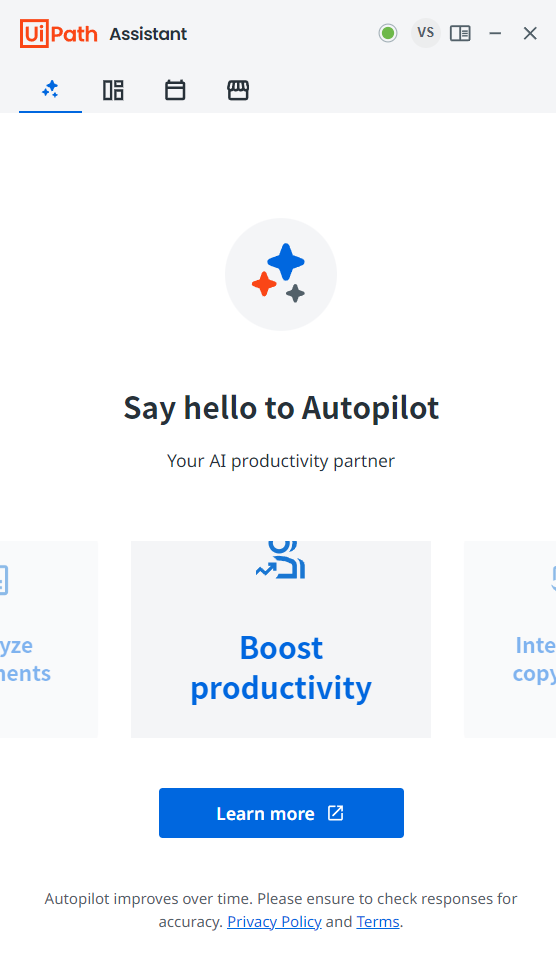 UiPath Assistant
VS
Say hello to Autopilot
Your AI productivity partner
yze
nents
Boost
productivity
Inte
copy
Learn more
Autopilot improves over time. Please ensure to check responses for
accuracy. Privacy Policy and Terms.